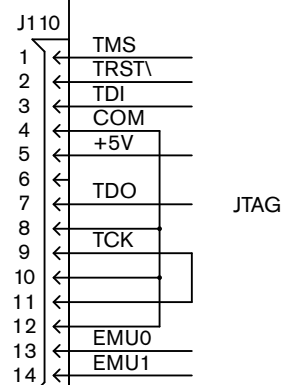 J110
1 TMS
2 TRST\
3 TDI
4 COM
5 +5V
6
7 TDO
JTAG
8
9 TCK
10
11
12
13 EMU0
14 EMU1